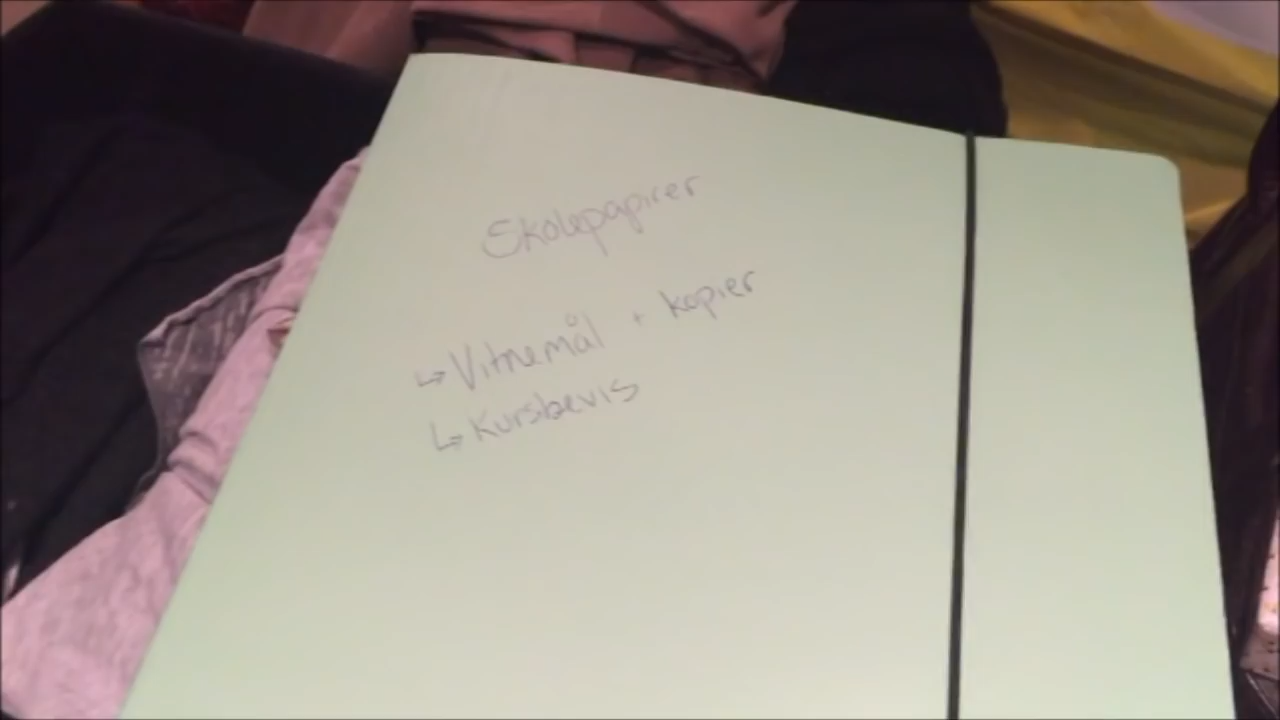 Skolepapirer
↳ Vitnemål + kopier
↳ Kursbevis